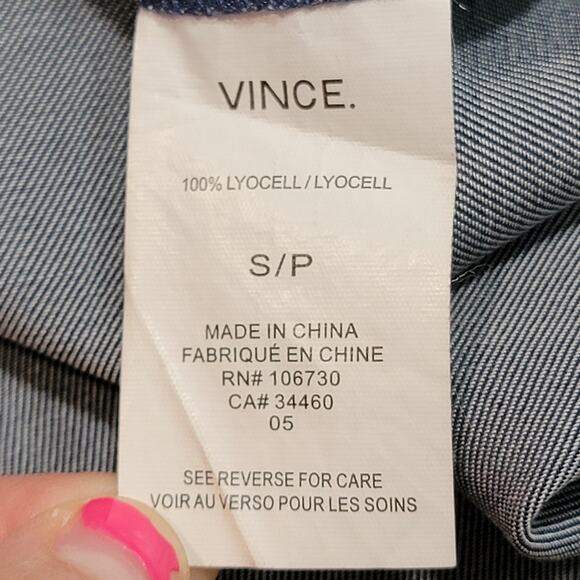 VINCE.
100% LYOCELL/LYOCELL
S/P
MADE IN CHINA
FABRIQUÉ EN CHINE
RN# 106730
CA# 34460
05
SEE REVERSE FOR CARE
VOIR AU VERSO POUR LES SOINS